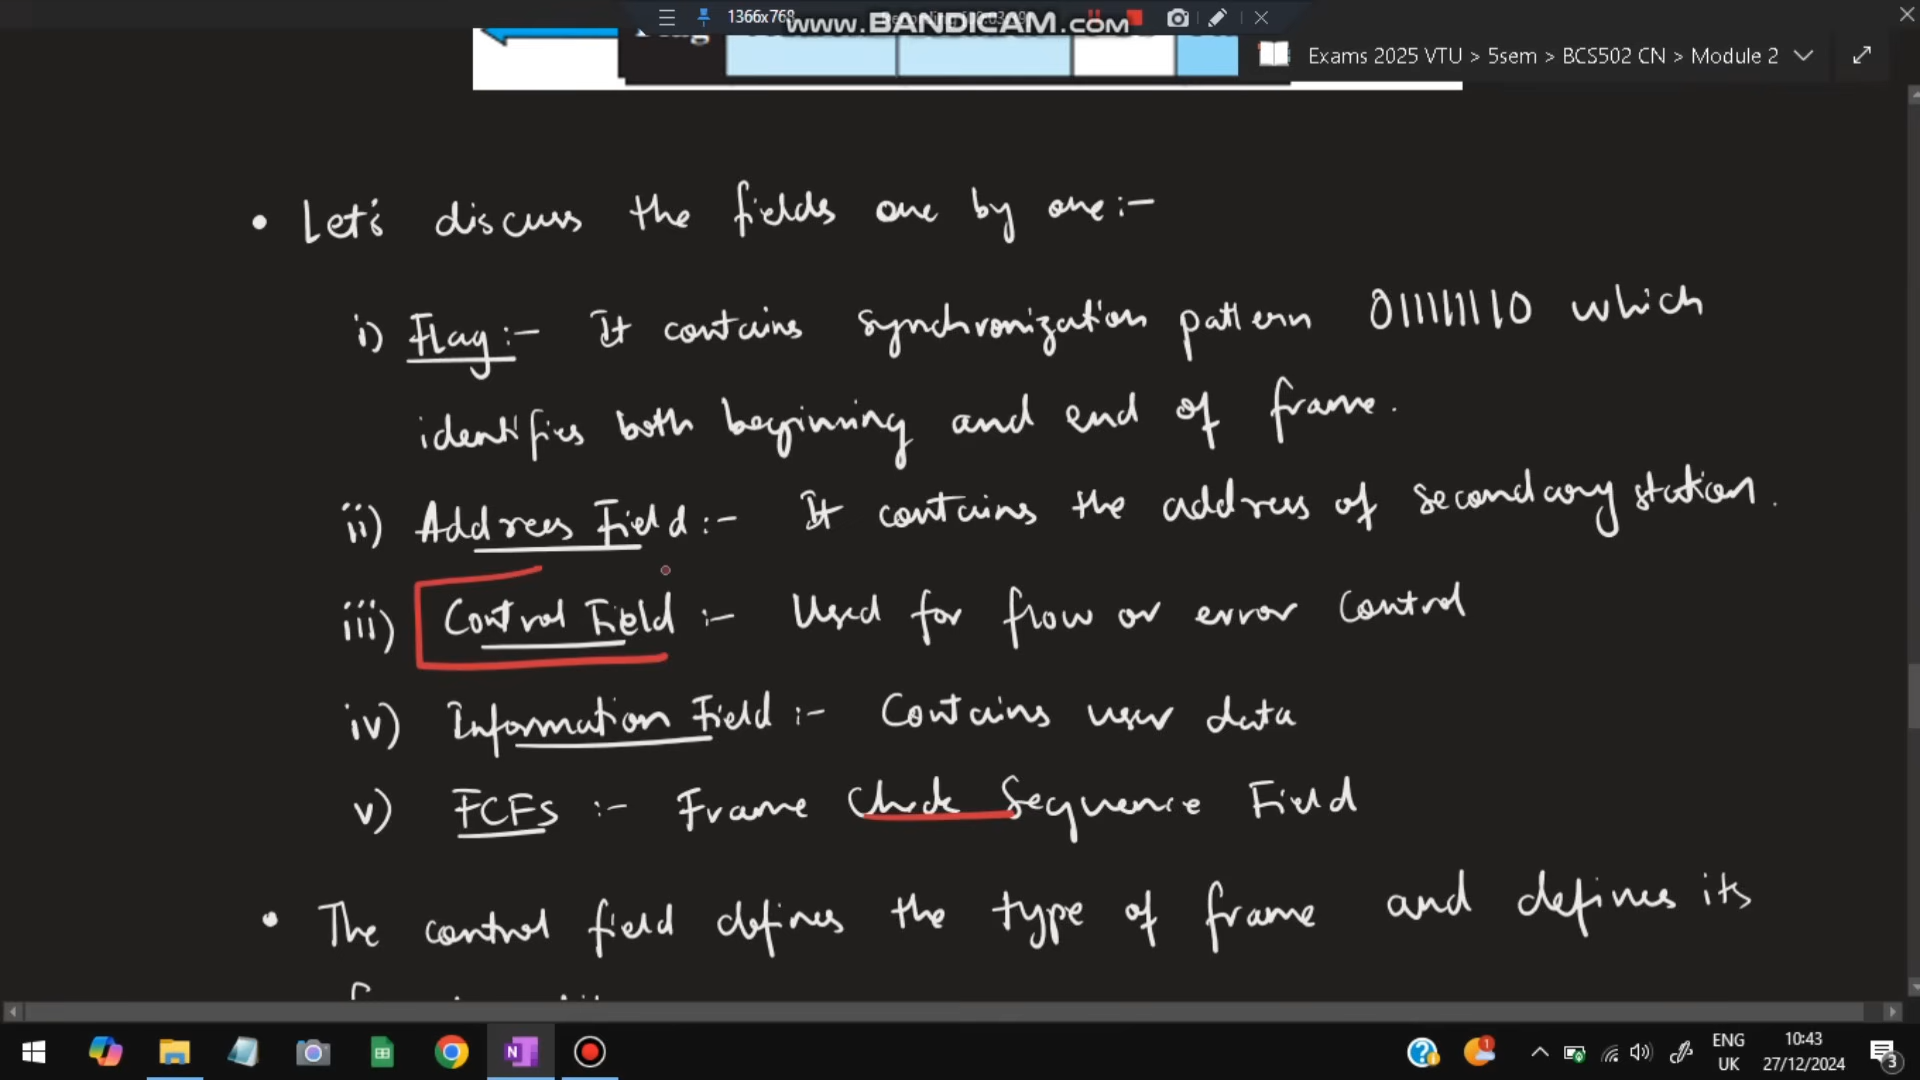 1366x768
www.BANDICAM.com
Exams 2025 VTU > 5sem > BCS502 CN > Module 2
• Let's discuss the fields one by one:-
i) Flag:- It contains synchronization pattern 011111110 which
identifies both beginning and end of frame.
ii) Address Field:- It contains the address of secondary station.
iii) Control Field :- Used for flow or error control
iv) Information Field :- Contains user data
v) FCFs :- Frame Check Sequence Field
• The control field defines the type of frame and defines its
ENG
UK
10:43
27/12/2024
1
3